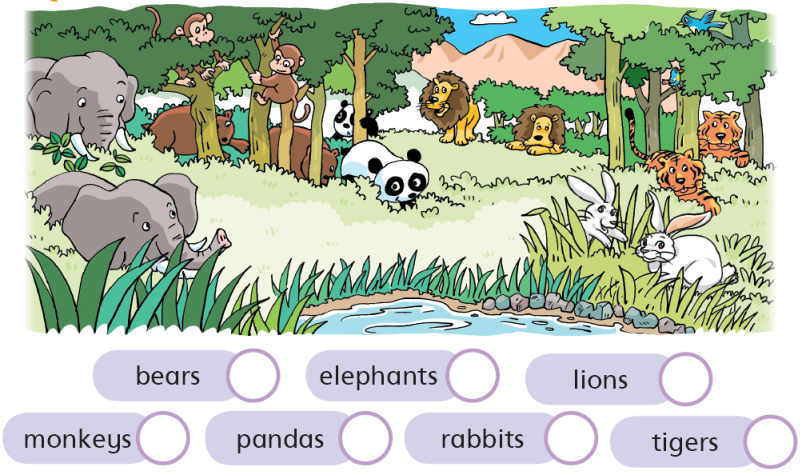 bears elephants lions
monkeys pandas rabbits tigers